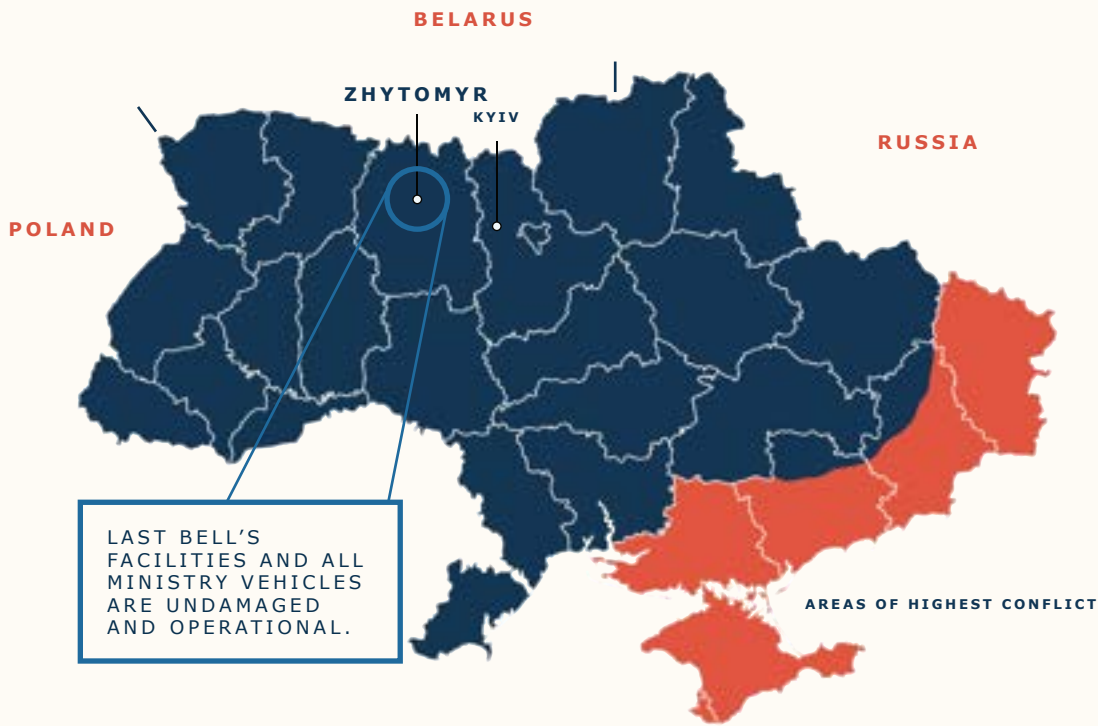 BELARUS
ZHYTOMYR
KYIV
RUSSIA
POLAND
LAST BELL’S
FACILITIES AND ALL
MINISTRY VEHICLES
ARE UNDAMAGED
AND OPERATIONAL.
AREAS OF HIGHEST CONFLICT